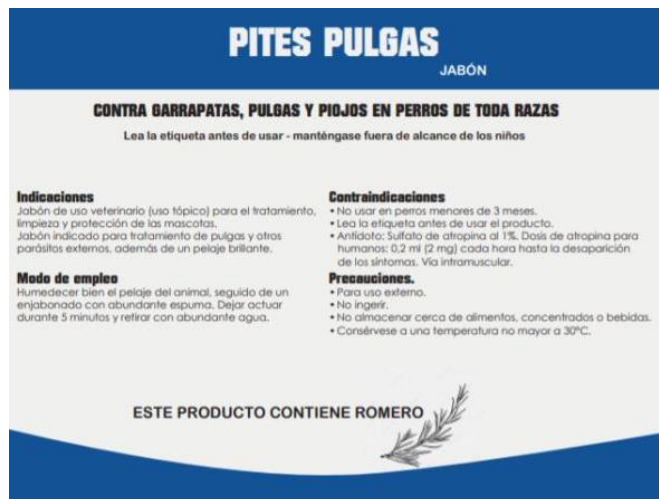 PITES PULGAS
JABÓN
CONTRA GARRAPATAS, PULGAS Y PIOJOS EN PERROS DE TODA RAZAS
Lea la etiqueta antes de usar - manténgase fuera de alcance de los niños
Indicaciones
Jabón de uso veterinario (uso tópico) para el tratamiento,
limpieza y protección de las mascotas.
Jabón indicado para tratamiento de pulgas y otros
parásitos externos, además de un pelaje brillante.
Modo de empleo
Humedecer bien el pelaje del animal, seguido de un
enjabonado con abundante espuma. Dejar actuar
durante 5 minutos y retirar con abundante agua.
Contraindicaciones
• No usar en perros menores de 3 meses.
• Lea la etiqueta antes de usar el producto.
• Antídoto: Sulfato de atropina al 1%. Dosis de atropina para
humanos: 0,2 ml (2 mg) cada hora hasta la desaparición
de los síntomas. Vía intramuscular.
Precauciones.
• Para uso externo.
• No ingerir.
• No almacenar cerca de alimentos, concentrados o bebidas.
• Consérvese a una temperatura no mayor a 30°C.
ESTE PRODUCTO CONTIENE ROMERO